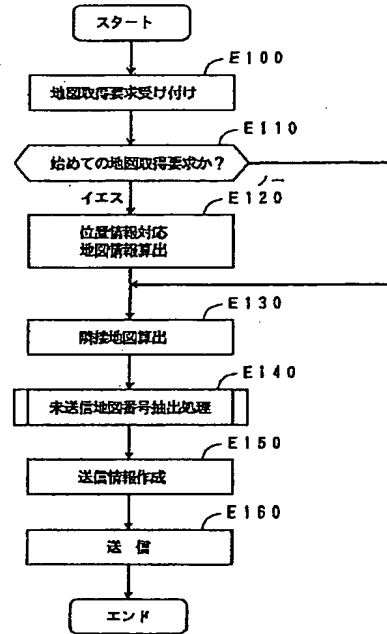 スタート
E100
地図取得要求受け付け
E110
始めての地図取得要求か？
ノー
イエス
E120
位置情報対応
地図情報算出
E130
隣接地図算出
E140
未送信地図番号抽出処理
E150
送信情報作成
E160
送 信
エンド